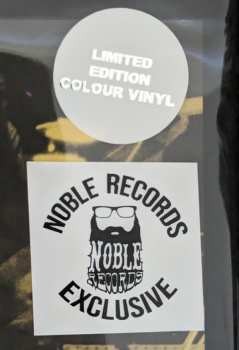 LIMITED
EDITION
COLOUR VINYL
NOBLE RECORDS
NOBLE
RECORDS
EXCLUSIVE